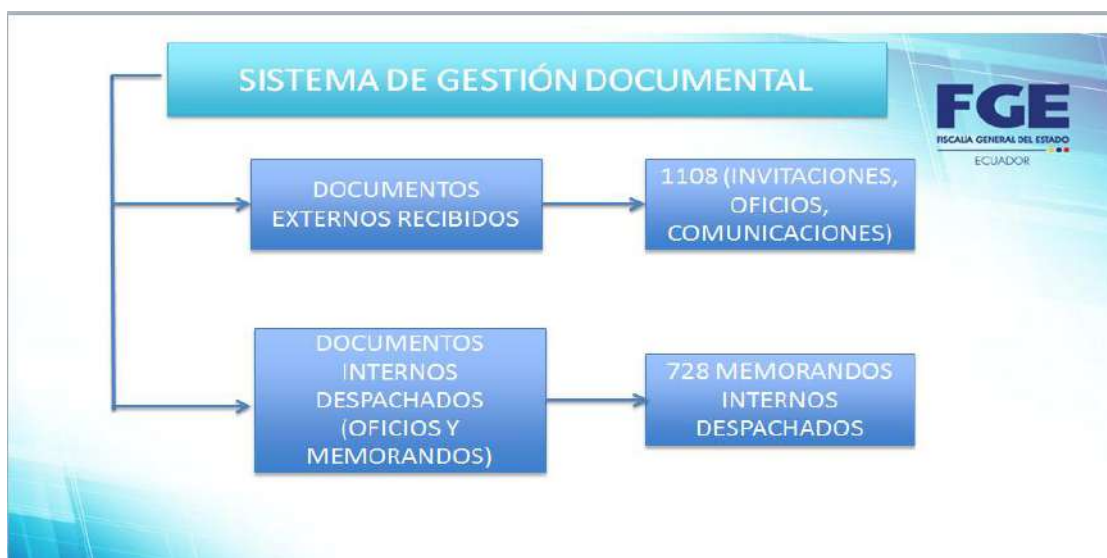 SISTEMA DE GESTIÓN DOCUMENTAL
FGE
FISCALIA GENERAL DEL ESTADO
ECUADOR
DOCUMENTOS
EXTERNOS RECIBIDOS
1108 (INVITACIONES,
OFICIOS,
COMUNICACIONES)
DOCUMENTOS
INTERNOS
DESPACHADOS
(OFICIOS Y
MEMORANDOS)
728 MEMORANDOS
INTERNOS
DESPACHADOS